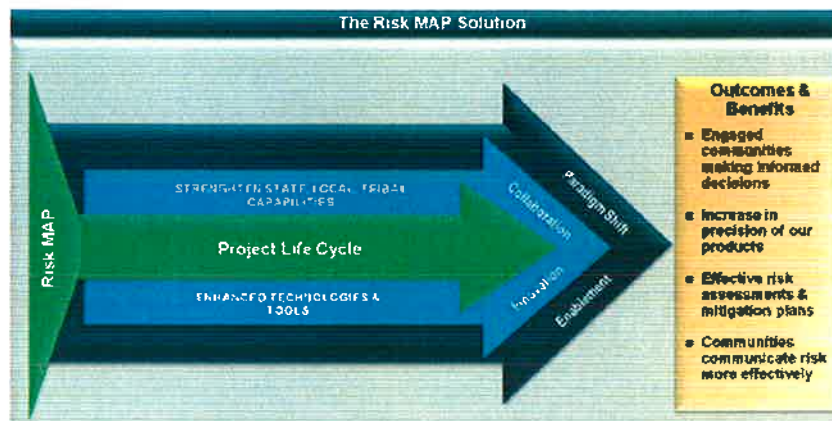 The Risk MAP Solution
Risk MAP
STRENGHTEN STATE, LOCAL, TRIBAL
CAPABILITIES
Project Life Cycle
ENHANCED TECHNOLOGIES &
TOOLS
Collaboration
Innovation
Paradigm Shift
Enablement
Outcomes &
Benefits
■ Engaged
communities
making informed
decisions
■ Increase in
precision of our
products
■ Effective risk
assessments &
mitigation plans
■ Communities
communicate risk
more effectively